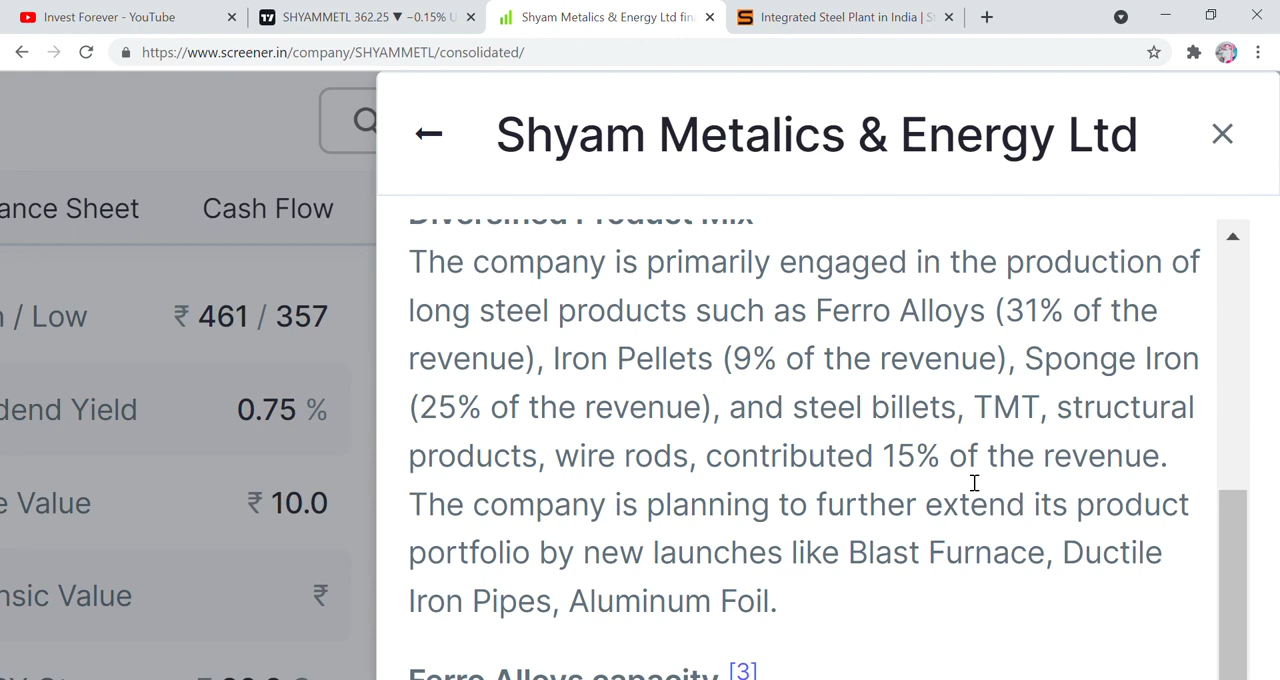 Invest Forever - YouTube
SHYAMMETL 362.25 ▼ −0.15% U
Shyam Metalics & Energy Ltd fin
Integrated Steel Plant in India | S
https://www.screener.in/company/SHYAMMETL/consolidated/
Shyam Metalics & Energy Ltd
ance Sheet Cash Flow
/ Low ₹ 461 / 357
dend Yield 0.75 %
e Value ₹ 10.0
nsic Value ₹
Diversified Product Mix
The company is primarily engaged in the production of
long steel products such as Ferro Alloys (31% of the
revenue), Iron Pellets (9% of the revenue), Sponge Iron
(25% of the revenue), and steel billets, TMT, structural
products, wire rods, contributed 15% of the revenue.
The company is planning to further extend its product
portfolio by new launches like Blast Furnace, Ductile
Iron Pipes, Aluminum Foil.
Ferro Alloys capacity [3]